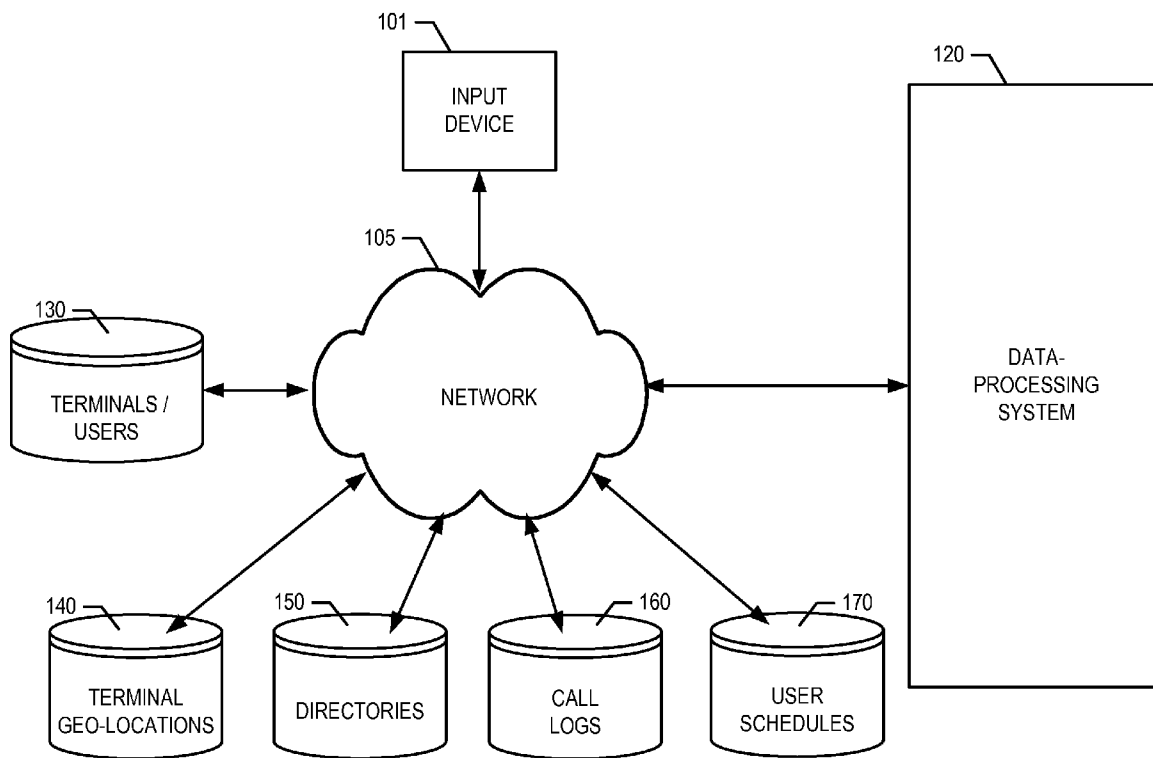 101
INPUT
DEVICE
120
105
NETWORK
130
TERMINALS /
USERS
DATA-
PROCESSING
SYSTEM
140
TERMINAL
GEO-LOCATIONS
150
DIRECTORIES
160
CALL
LOGS
170
USER
SCHEDULES